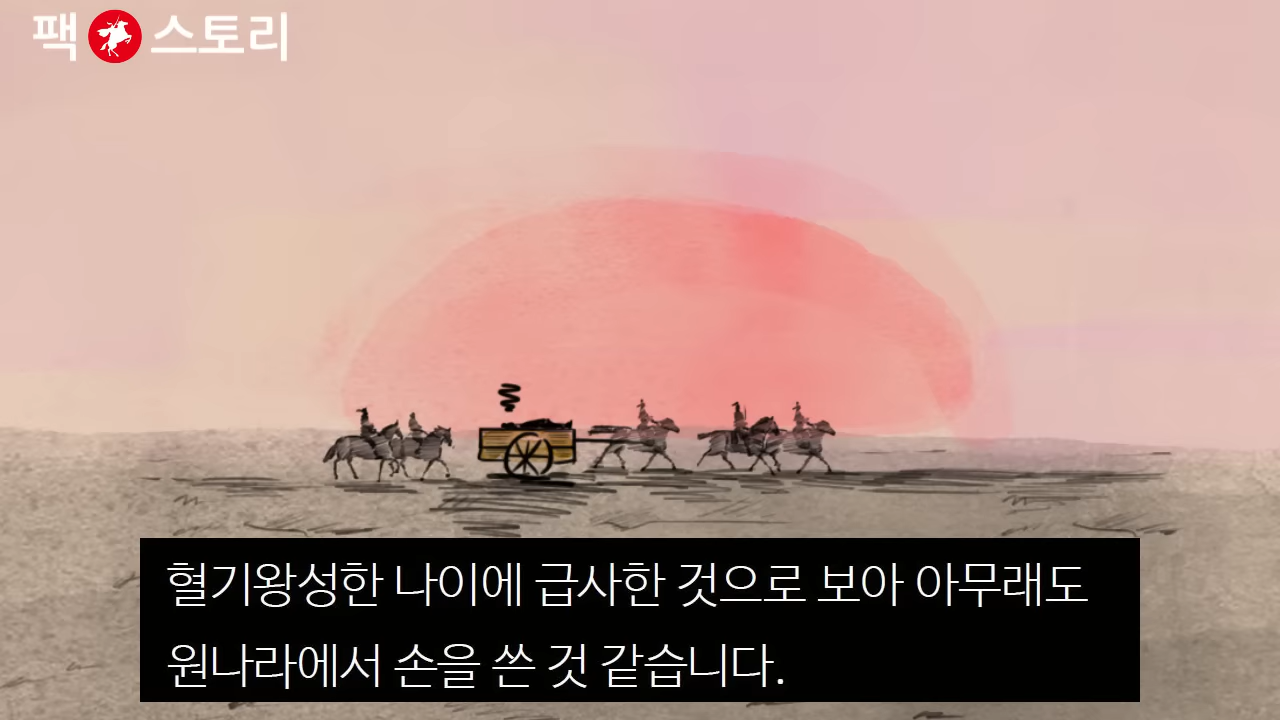 팩 스토리
혈기왕성한 나이에 급사한 것으로 보아 아무래도
원나라에서 손을 쓴 것 같습니다.